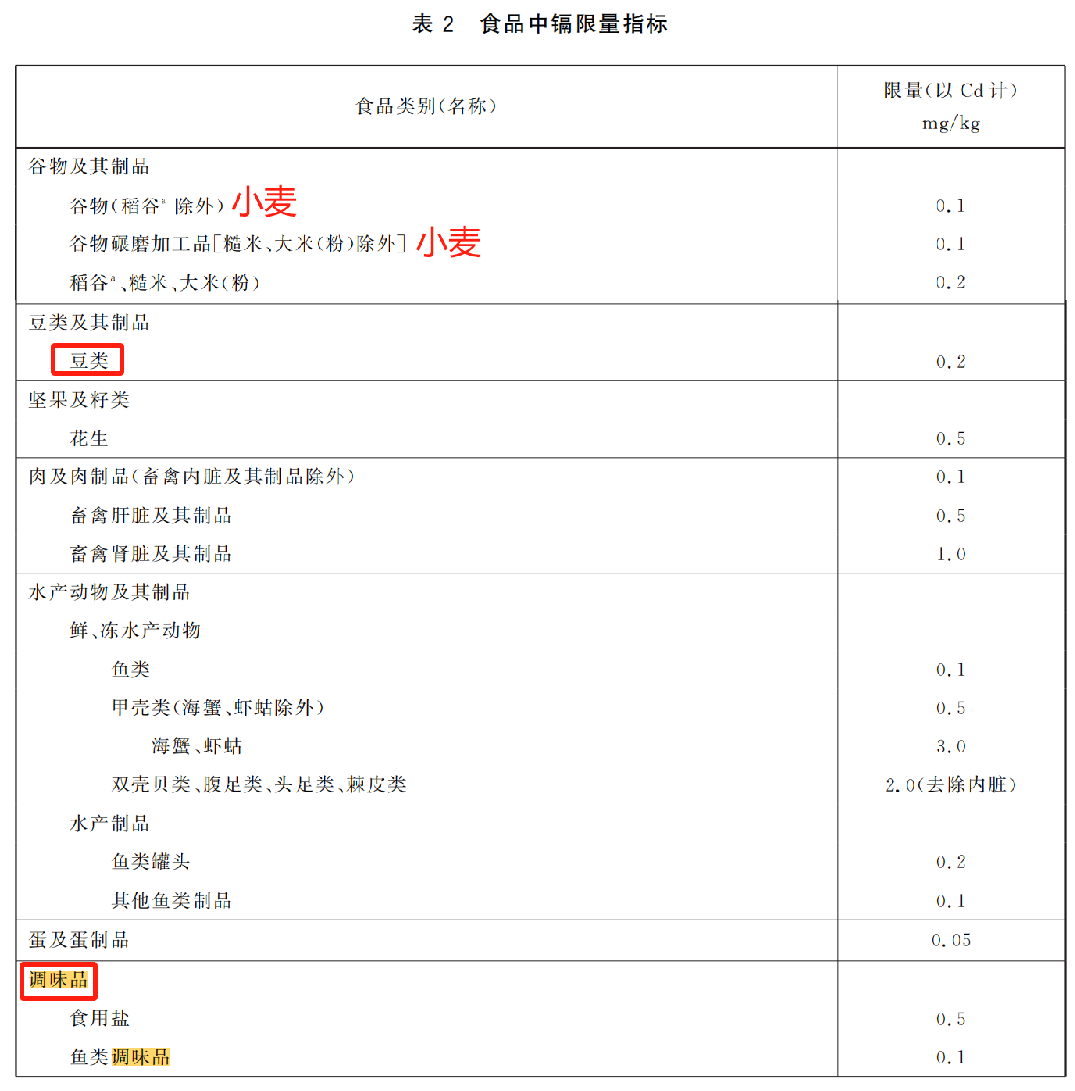 表 2 食品中镉限量指标
食品类别(名称) 限量(以 Cd 计) mg/kg
谷物及其制品
谷物(稻谷ᵃ 除外) 小麦 0.1
谷物碾磨加工品[糙米、大米(粉)除外] 小麦 0.1
稻谷ᵃ、糙米、大米(粉) 0.2
豆类及其制品
豆类 0.2
坚果及籽类
花生 0.5
肉及肉制品(畜禽内脏及其制品除外) 0.1
畜禽肝脏及其制品 0.5
畜禽肾脏及其制品 1.0
水产动物及其制品
鲜、冻水产动物
鱼类 0.1
甲壳类(海蟹、虾蛄除外) 0.5
海蟹、虾蛄 3.0
双壳贝类、腹足类、头足类、棘皮类 2.0(去除内脏)
水产制品
鱼类罐头 0.2
其他鱼类制品 0.1
蛋及蛋制品 0.05
调味品
食用盐 0.5
鱼类调味品 0.1